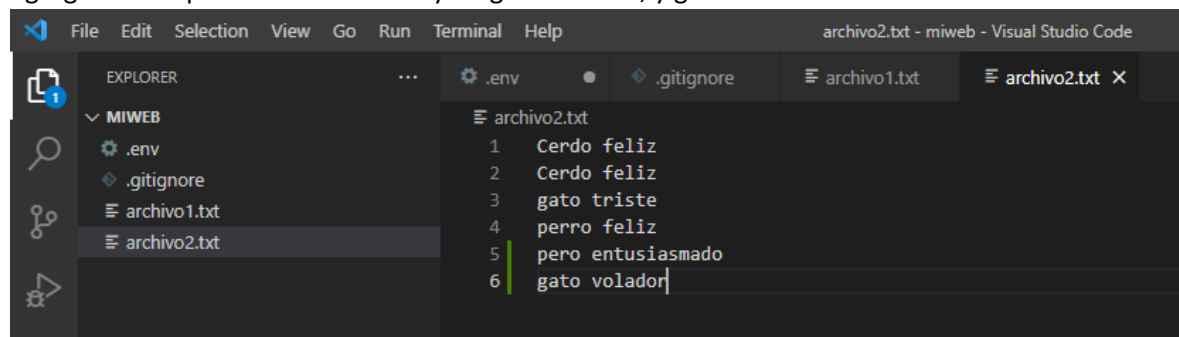 File Edit Selection View Go Run Terminal Help archivo2.txt - miweb - Visual Studio Code
EXPLORER ... .env .gitignore archivo1.txt archivo2.txt
1
MIWEB
.env
.gitignore
archivo1.txt
archivo2.txt
archivo2.txt
1 Cerdo feliz
2 Cerdo feliz
3 gato triste
4 perro feliz
5 pero entusiasmado
6 gato volador